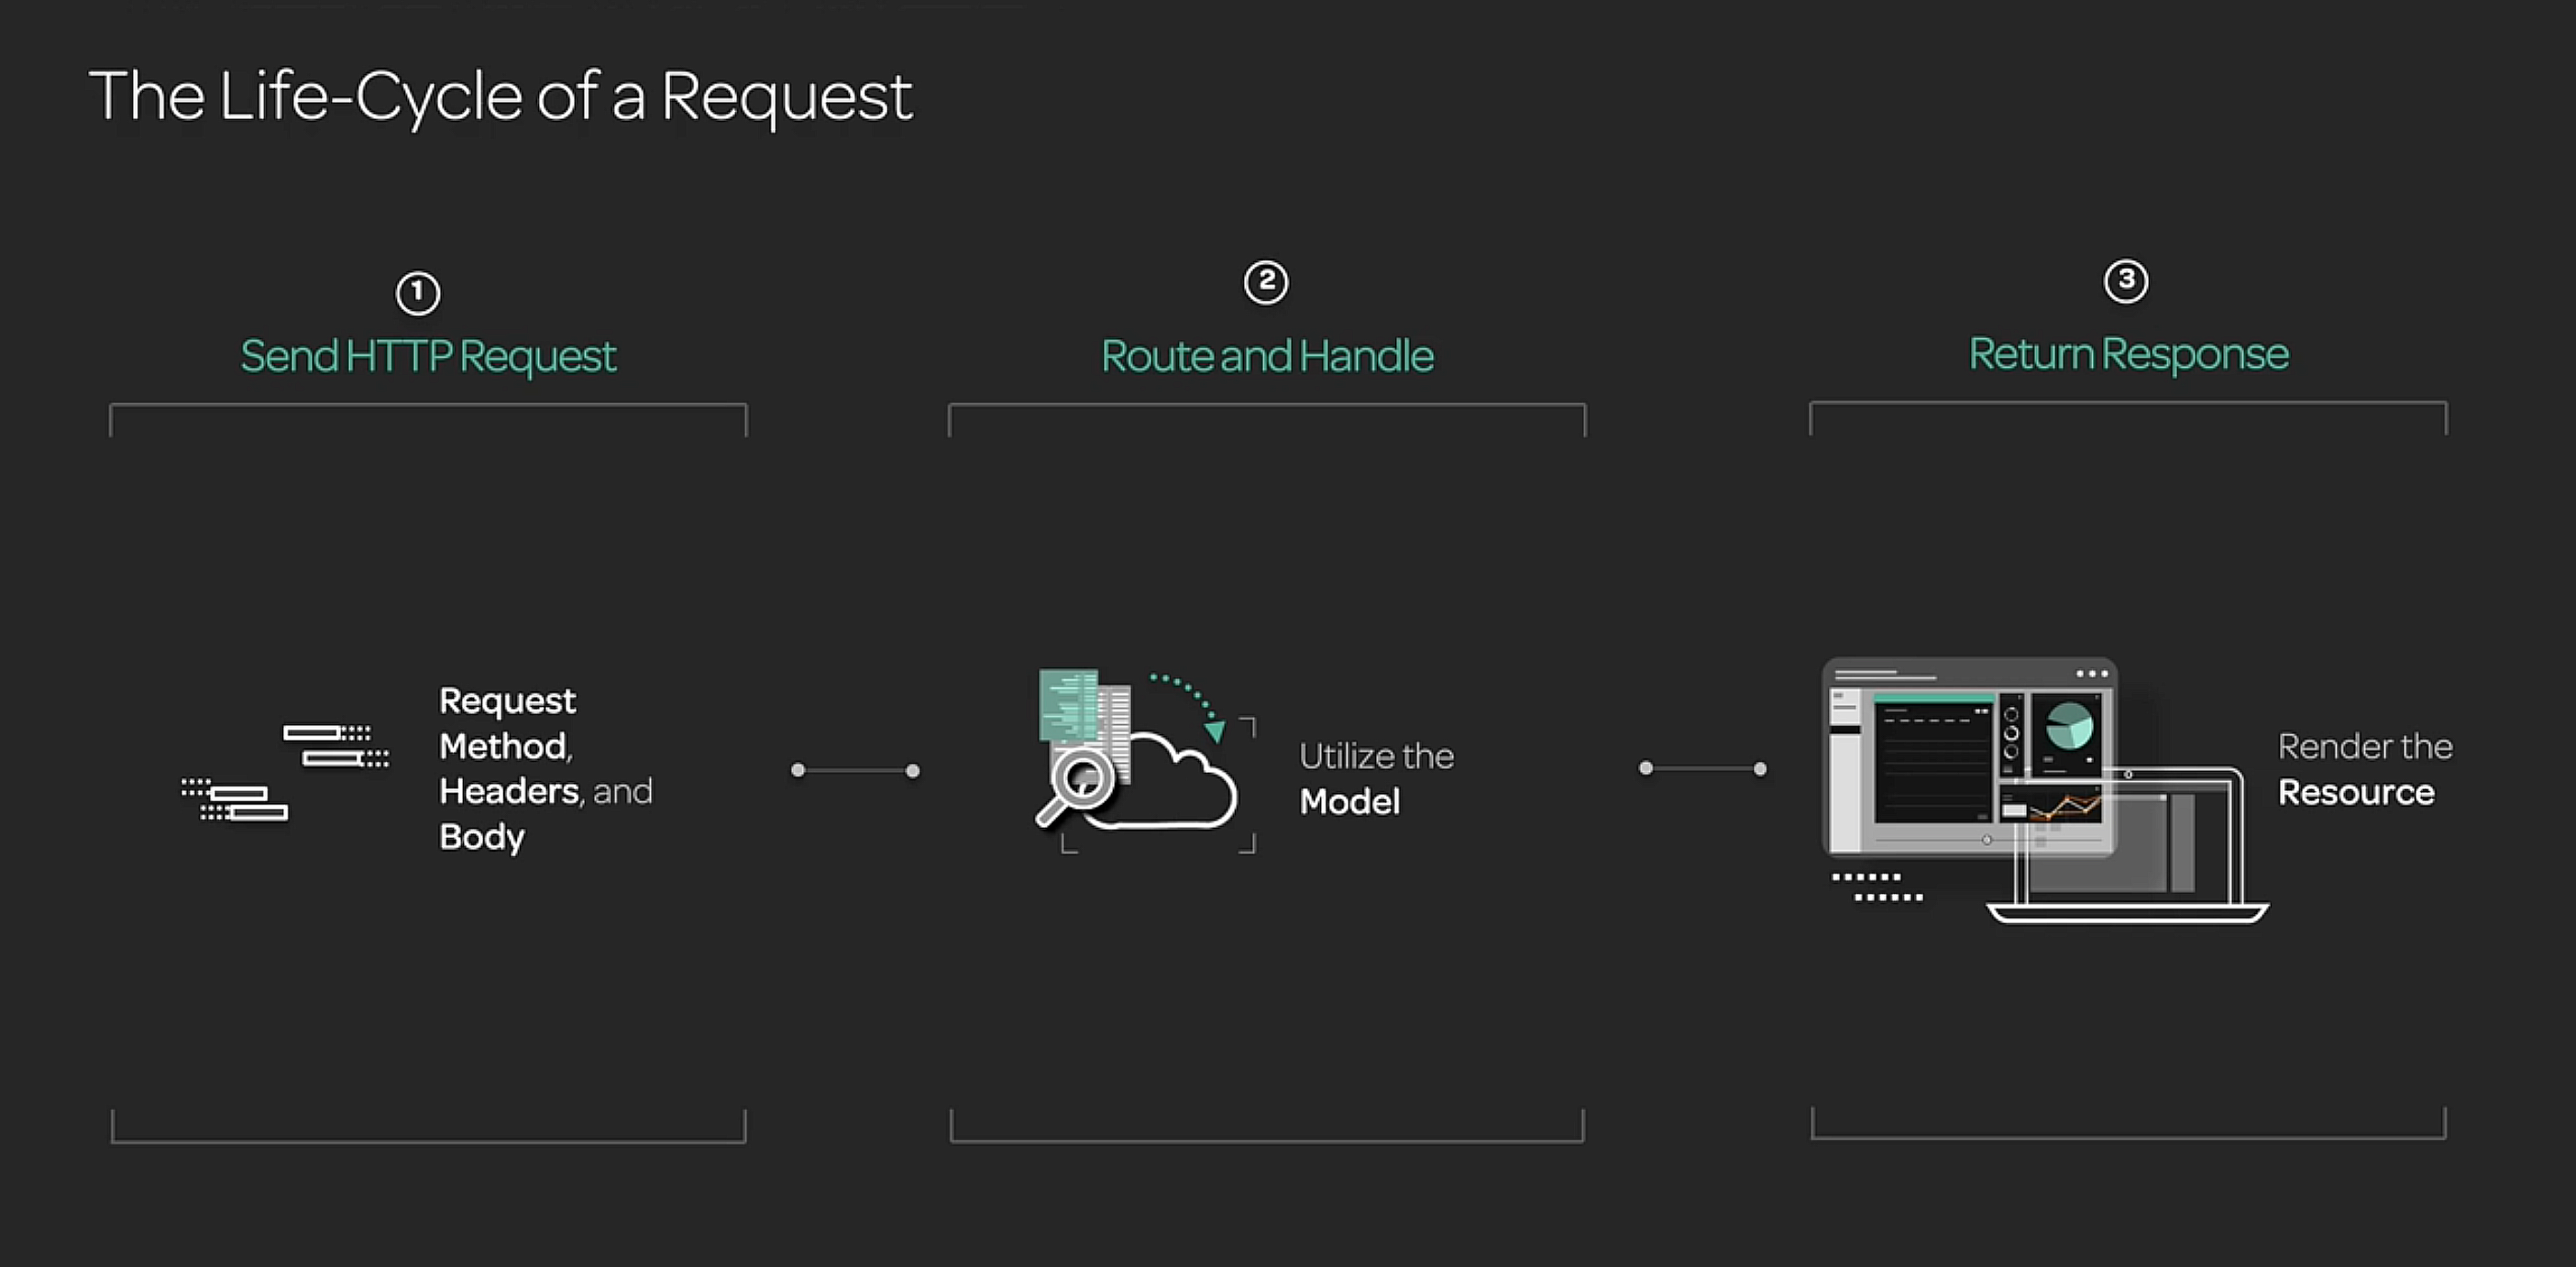 The Life-Cycle of a Request
1
Send HTTP Request
Request
Method,
Headers, and
Body
2
Route and Handle
Utilize the
Model
3
Return Response
Render the
Resource